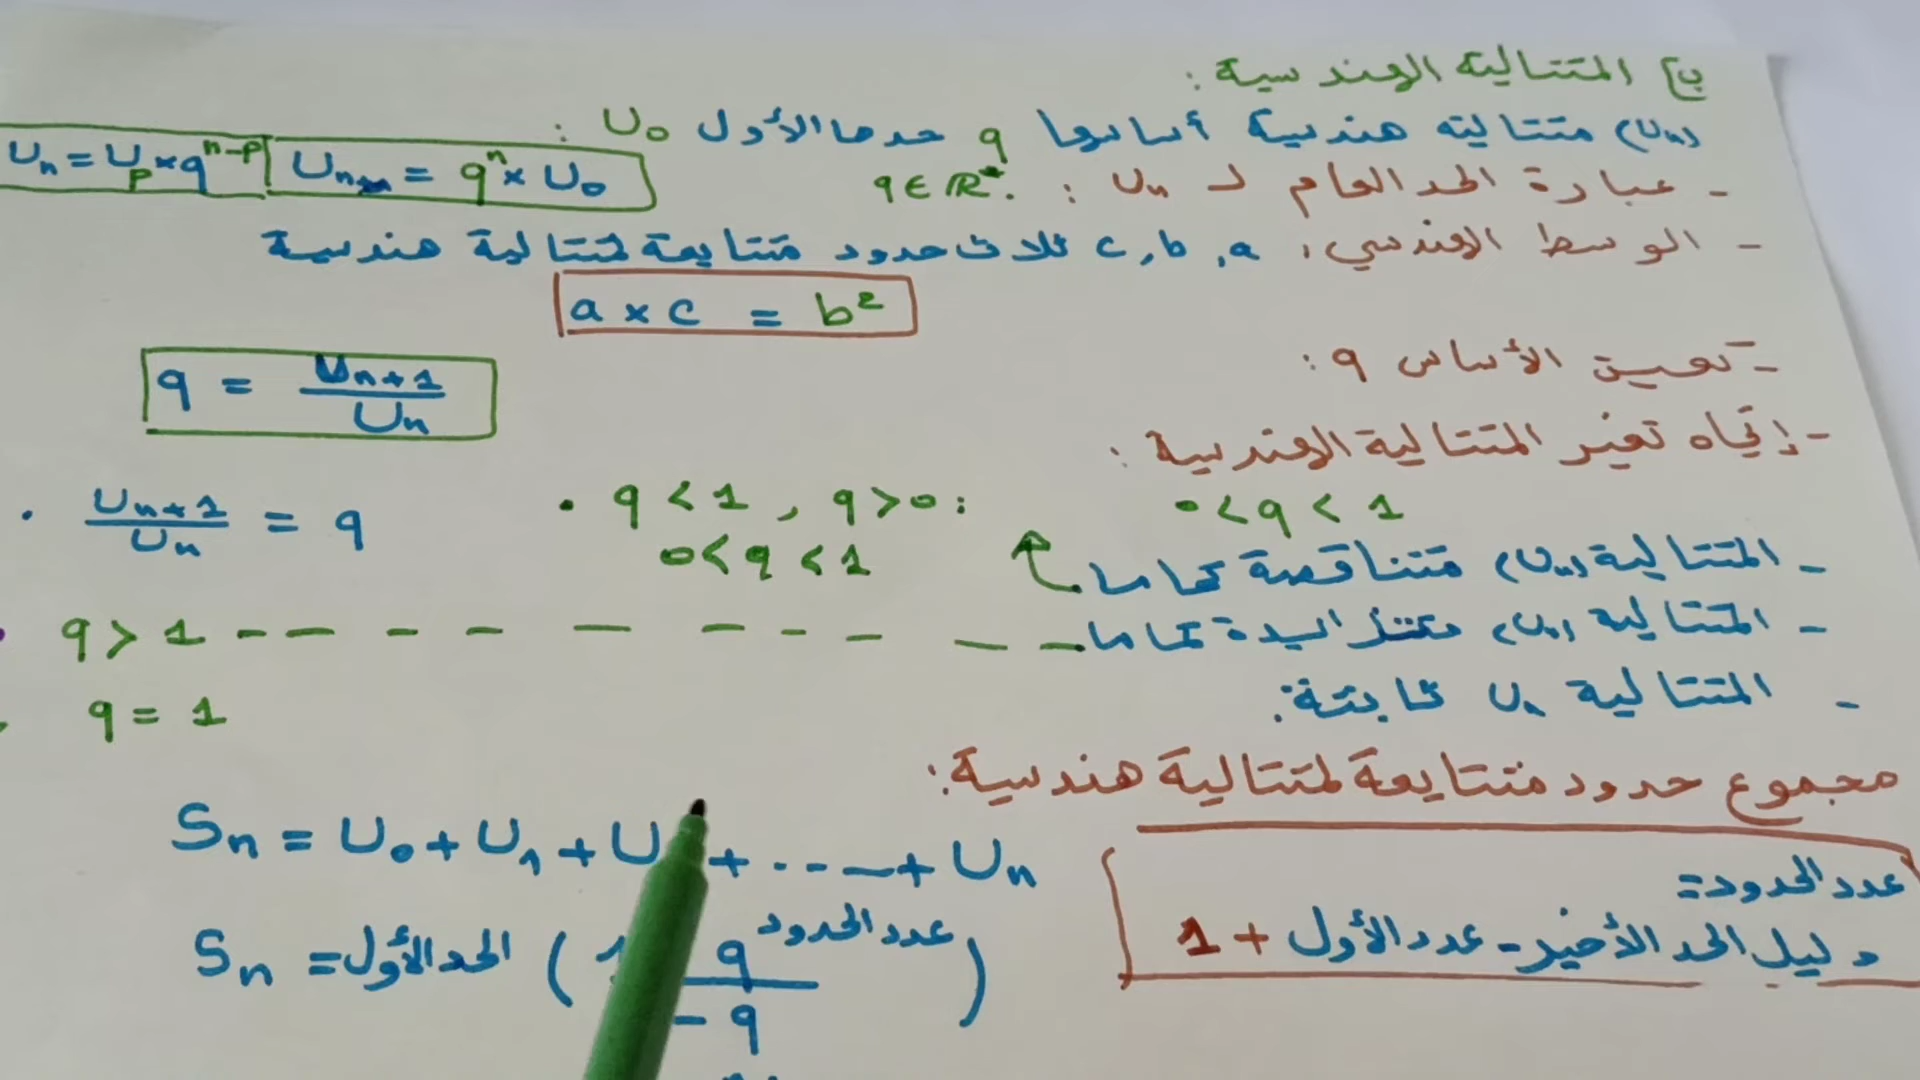 ب) المتتالية الهندسية:
(Un) متتالية هندسية أساسها q حدها الأول U0 :
- عبارة الحد العام لـ Un : q ∈ ℝ*.
Un = q^n × U0
Un = Up × q^(n-p)
- الوسط الهندسي: a, b, c ثلاث حدود متتابعة لمتتالية هندسية
a × c = b²
- تعيين الأساس q :
q = Un+1 / Un
- إتجاه تغير المتتالية الهندسية :
• Un+1 / Un = q
• q < 1 , q > 0 :
0 < q < 1
0 < q < 1
- المتتالية (Un) متناقصة تماما
• q > 1 - - - - - - - - - -
- المتتالية (Un) متزايدة تماما
• q = 1
- المتتالية Un ثابتة.
مجموع حدود متتابعة لمتتالية هندسية:
Sn = U0 + U1 + U + ..... + Un
عدد الحدود =
دليل الحد الأخير - عدد الأول + 1
Sn = الحد الأول ( 1 q^عدد الحدود / - q )